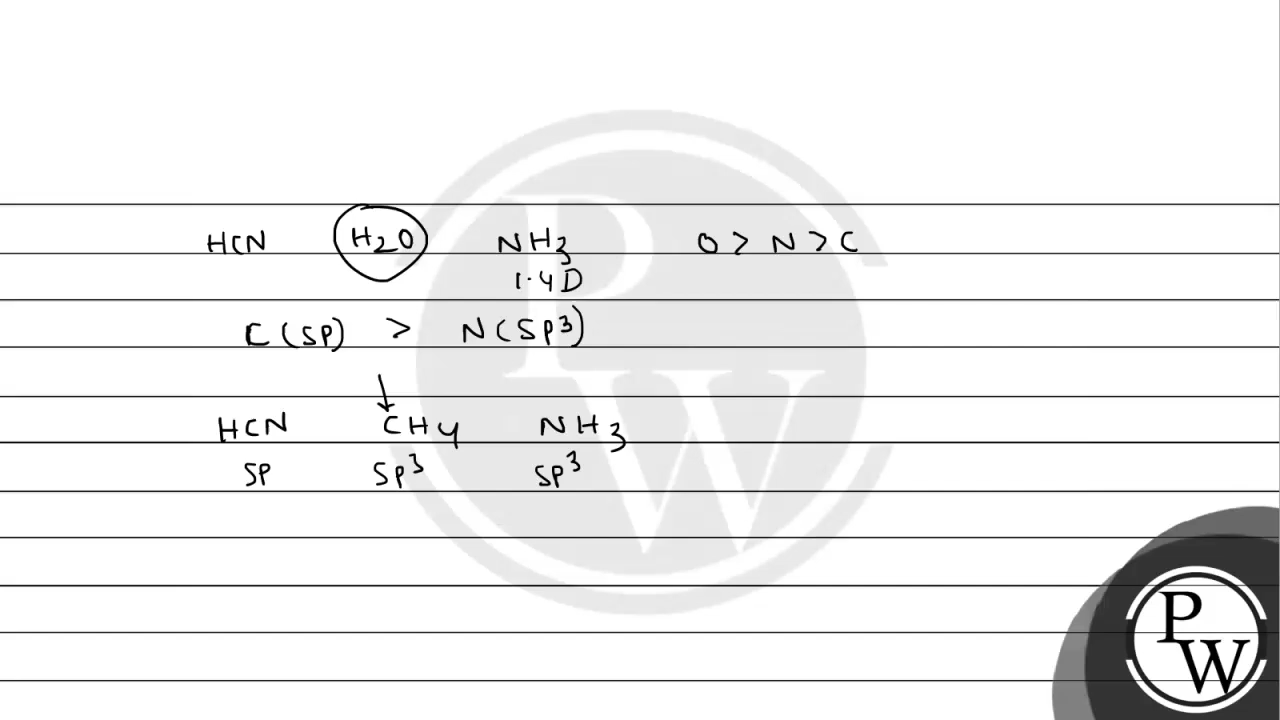 HCN H2O NH3 O > N > C
1.4D
C (SP) > N(SP3)
HCN CH4 NH3
SP SP3 SP3
P
W
P
W